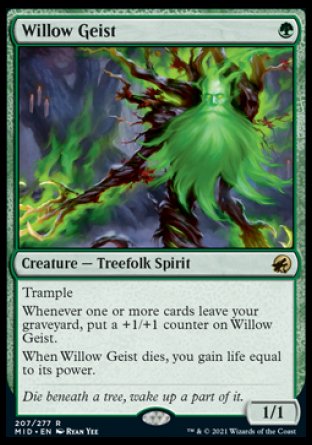 Willow Geist
Creature — Treefolk Spirit
Trample
Whenever one or more cards leave your
graveyard, put a +1/+1 counter on Willow
Geist.
When Willow Geist dies, you gain life equal
to its power.
Die beneath a tree, wake up a part of it.
1/1
207/277 R
MID • EN Ryan Yee
™ & © 2021 Wizards of the Coast